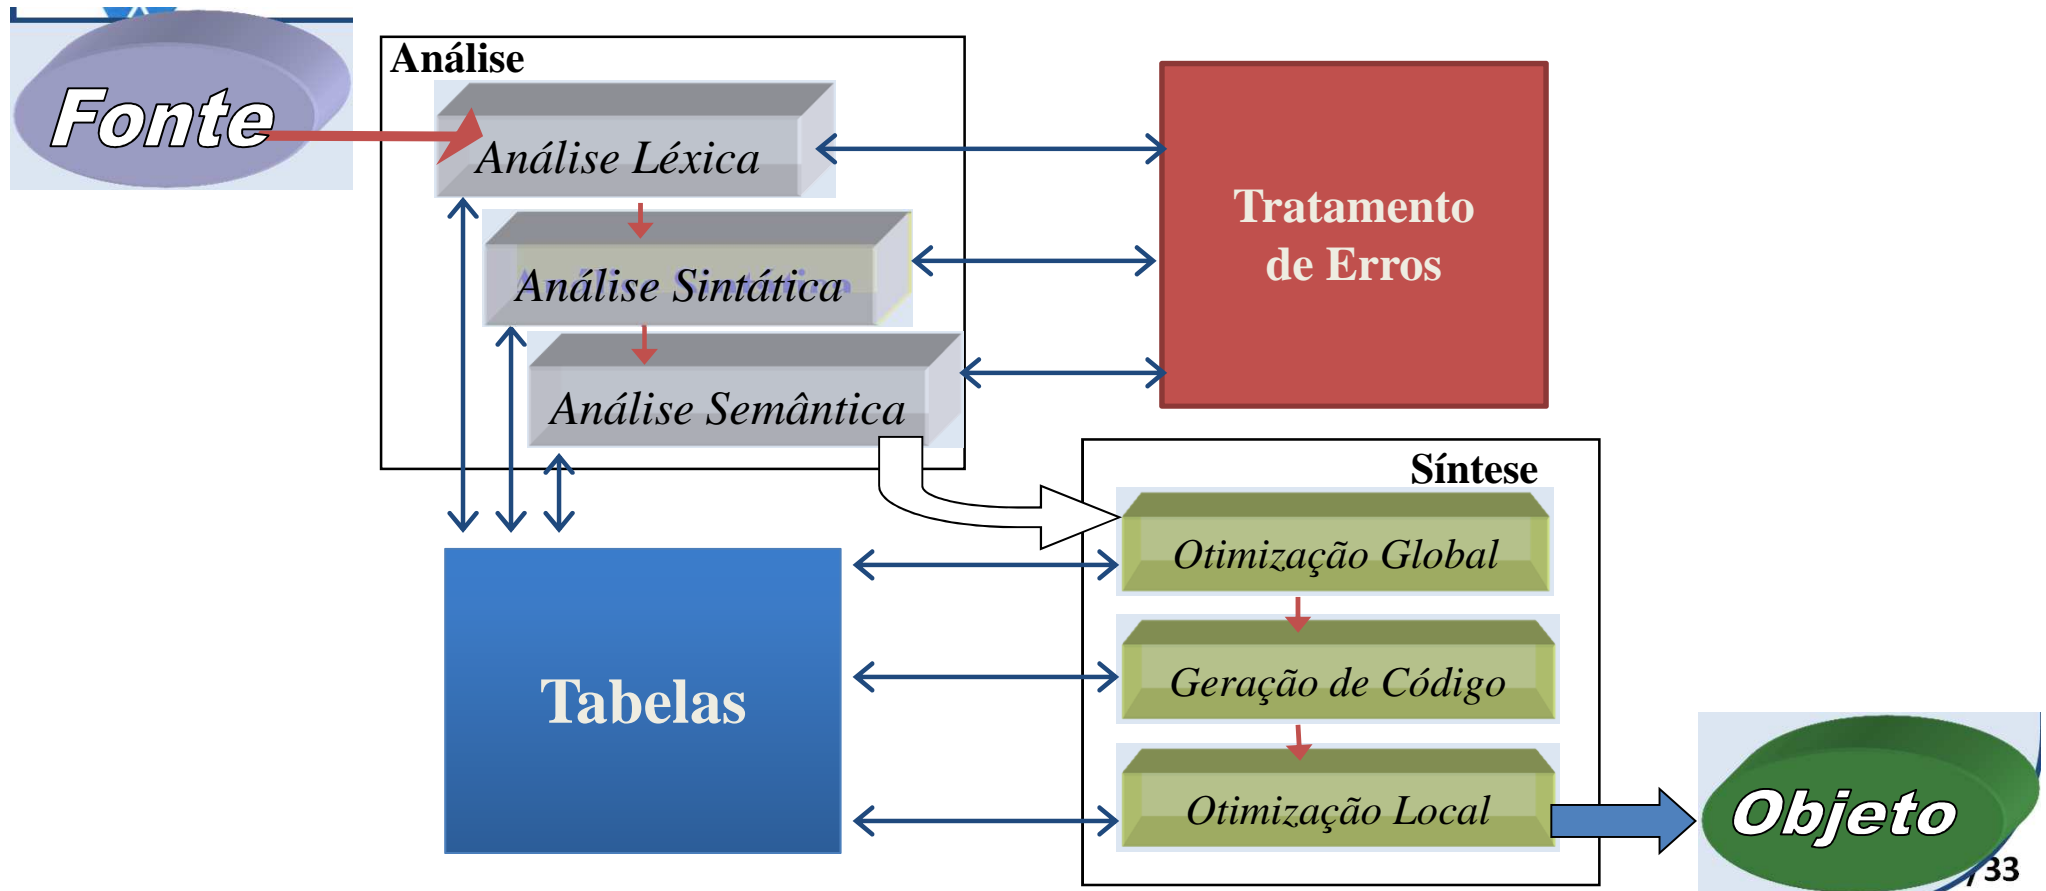 Fonte
Análise
Análise Léxica
Análise Sintática
Análise Semântica
Tratamento
de Erros
Síntese
Otimização Global
Geração de Código
Otimização Local
Tabelas
Objeto
/33